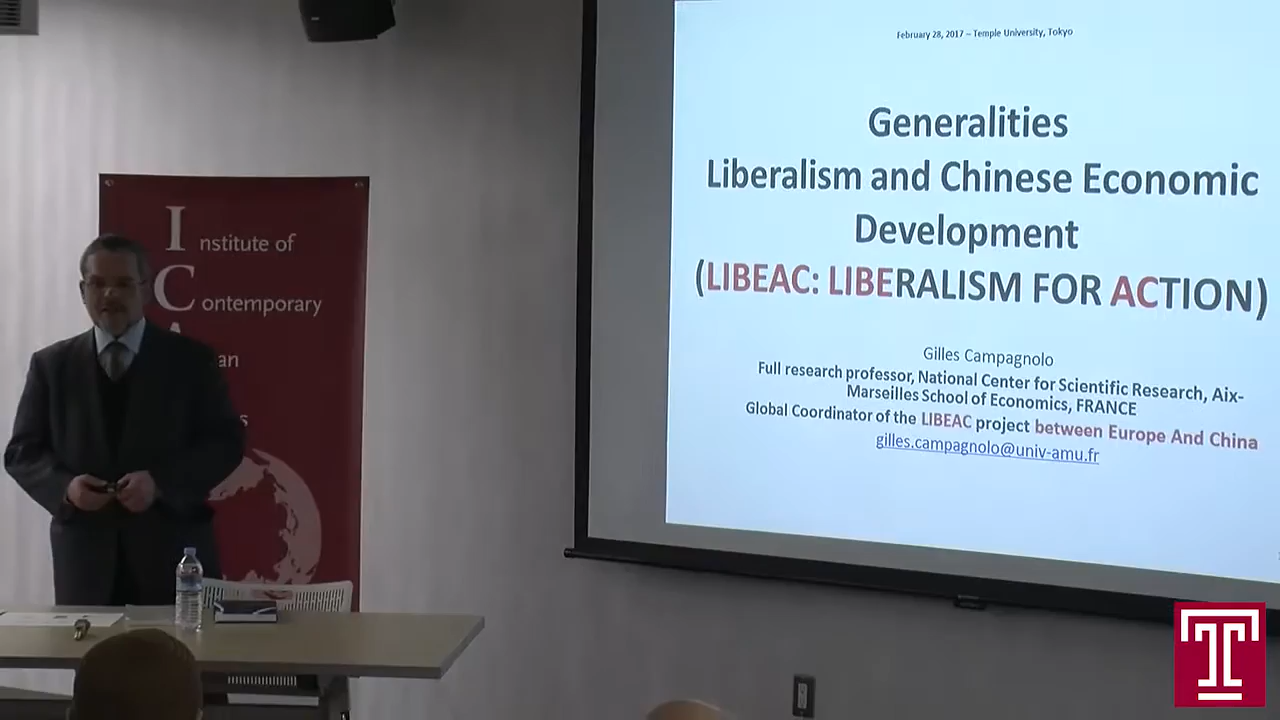 February 28, 2017 – Temple University, Tokyo
Generalities
Liberalism and Chinese Economic
Development
(LIBEAC: LIBERALISM FOR ACTION)
Gilles Campagnolo
Full research professor, National Center for Scientific Research, Aix-
Marseilles School of Economics, FRANCE
Global Coordinator of the LIBEAC project between Europe And China
gilles.campagnolo@univ-amu.fr
Institute of
Contemporary
an
s
T